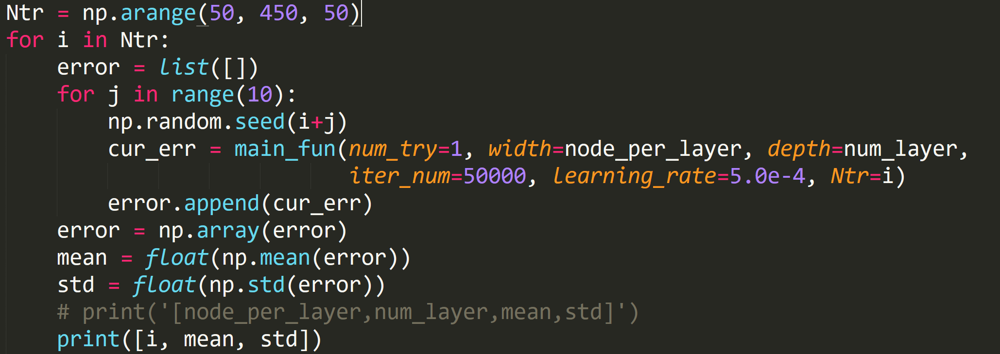 Ntr = np.arange(50, 450, 50)
for i in Ntr:
    error = list([])
    for j in range(10):
        np.random.seed(i+j)
        cur_err = main_fun(num_try=1, width=node_per_layer, depth=num_layer,
                           iter_num=50000, learning_rate=5.0e-4, Ntr=i)
        error.append(cur_err)
    error = np.array(error)
    mean = float(np.mean(error))
    std = float(np.std(error))
    # print('[node_per_layer,num_layer,mean,std]')
    print([i, mean, std])